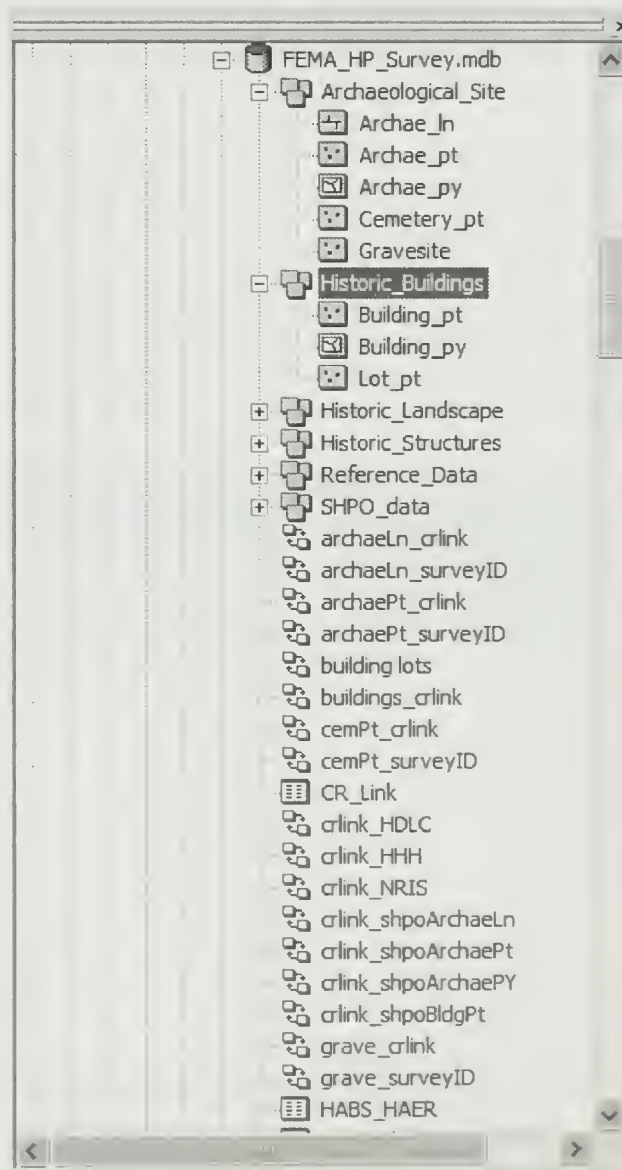 FEMA_HP_Survey.mdb
Archaeological_Site
Archae_ln
Archae_pt
Archae_py
Cemetery_pt
Gravesite
Historic_Buildings
Building_pt
Building_py
Lot_pt
Historic_Landscape
Historic_Structures
Reference_Data
SHPO_data
archaeLn_crlink
archaeLn_surveyID
archaePt_crlink
archaePt_surveyID
building lots
buildings_crlink
cemPt_crlink
cemPt_surveyID
CR_Link
crlink_HDLC
crlink_HHH
crlink_NRIS
crlink_shpoArchaeLn
crlink_shpoArchaePt
crlink_shpoArchaePY
crlink_shpoBldgPt
grave_crlink
grave_surveyID
HABS_HAER